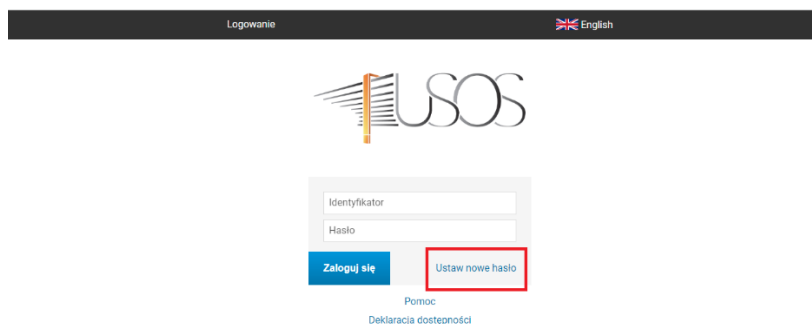 Logowanie English
USOS
Identyfikator
Hasło
Zaloguj się Ustaw nowe hasło
Pomoc
Deklaracja dostępności